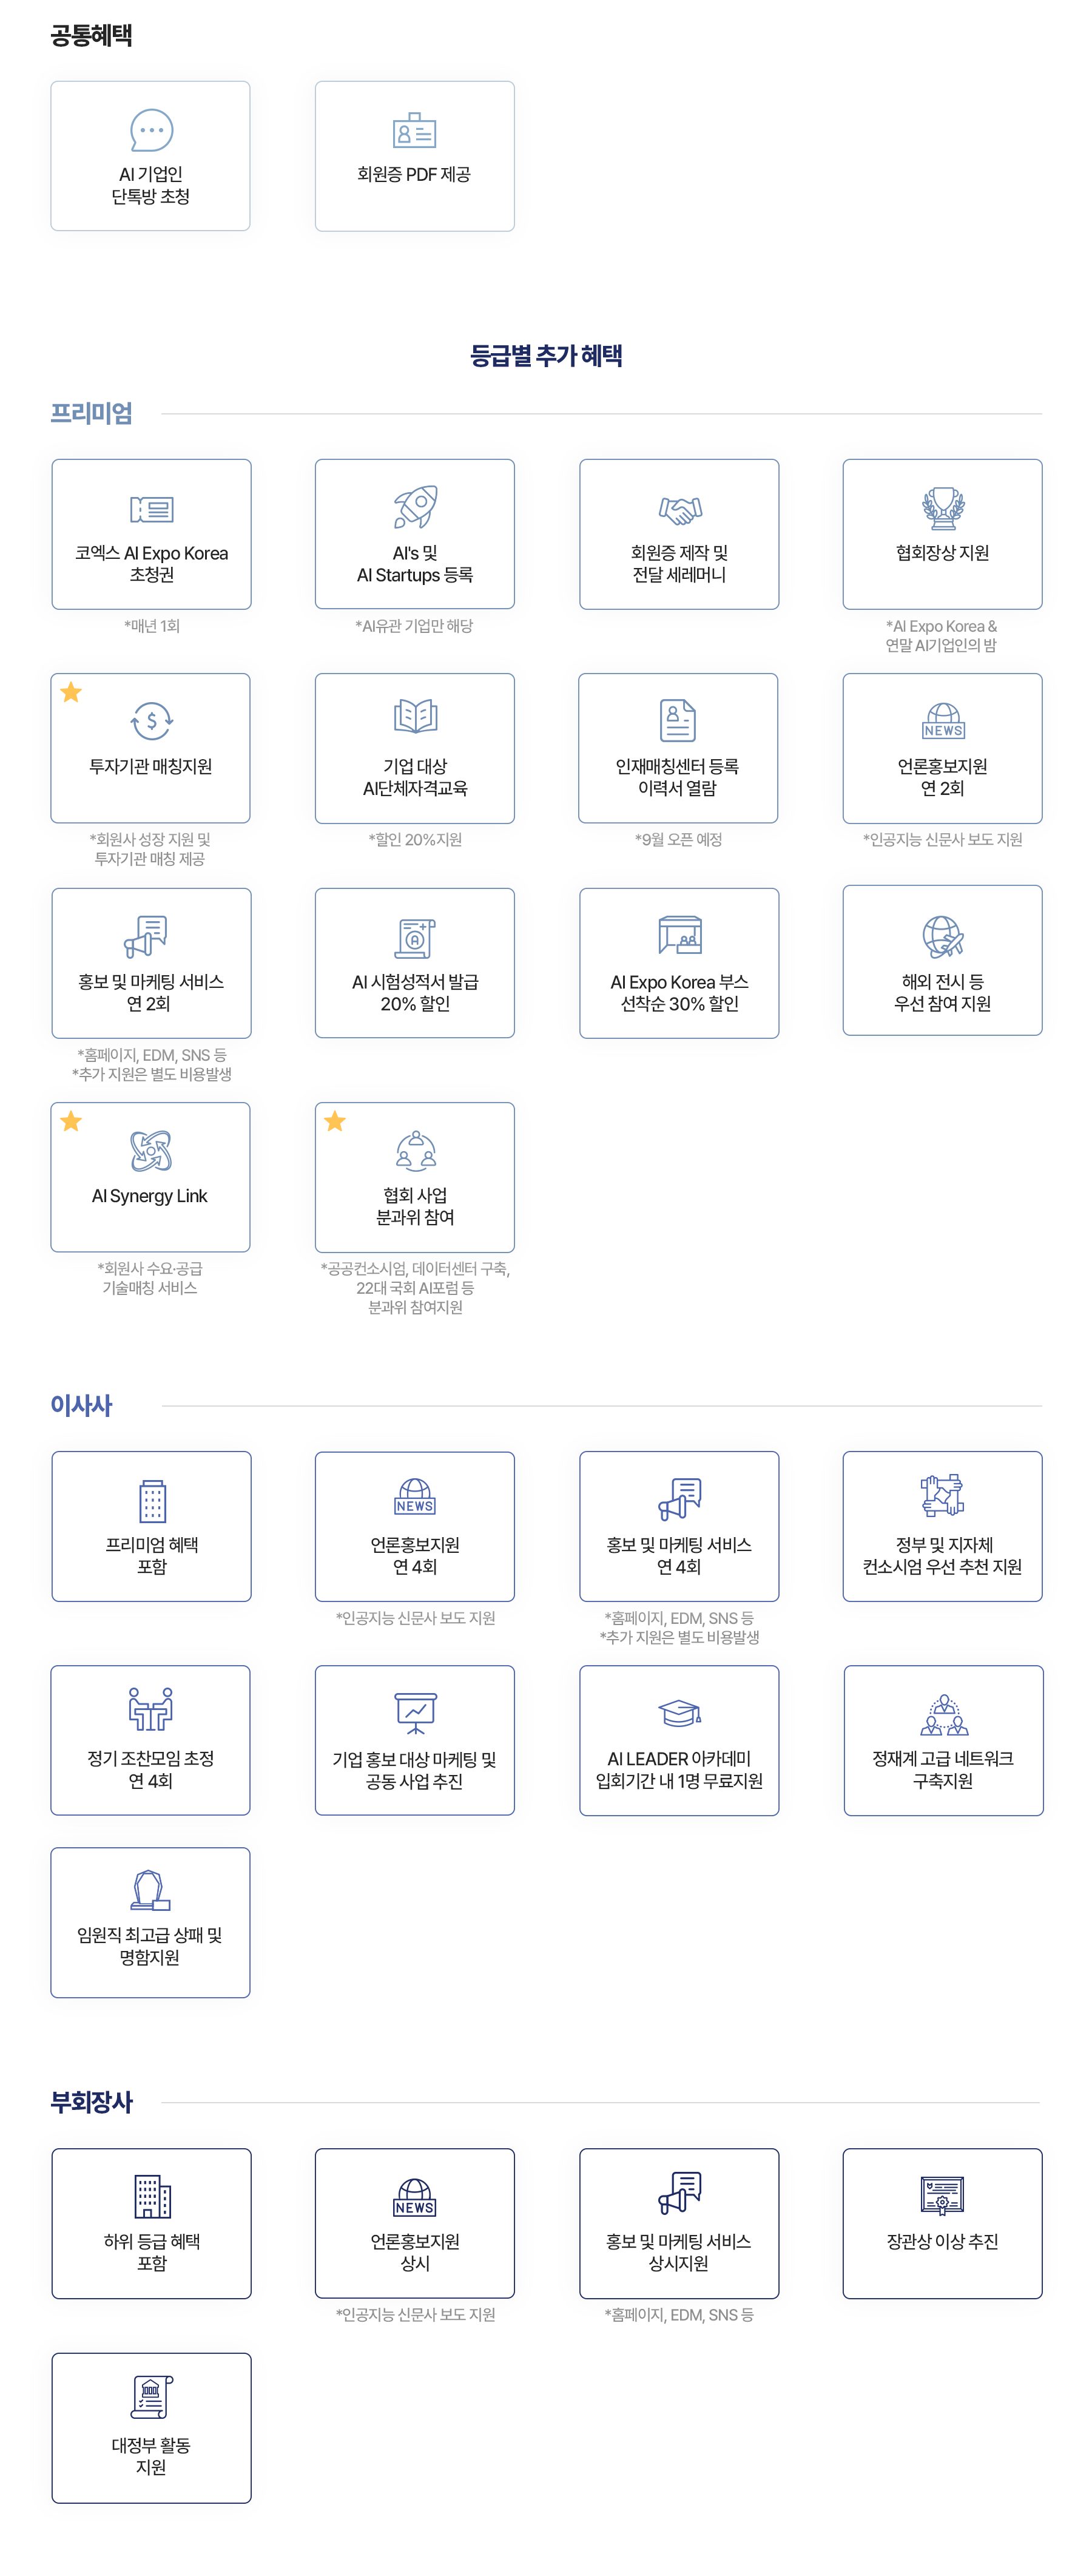 공통혜택
AI 기업인
단톡방 초청
회원증 PDF 제공
등급별 추가 혜택
프리미엄
코엑스 AI Expo Korea
초청권
*매년 1회
AI's 및
AI Startups 등록
*AI유관 기업만 해당
회원증 제작 및
전달 세레머니
협회장상 지원
*AI Expo Korea &
연말 AI기업인의 밤
투자기관 매칭지원
*회원사 성장 지원 및
투자기관 매칭 제공
기업 대상
AI단체자격교육
*할인 20%지원
인재매칭센터 등록
이력서 열람
*9월 오픈 예정
NEWS
언론홍보지원
연 2회
*인공지능 신문사 보도 지원
홍보 및 마케팅 서비스
연 2회
*홈페이지, EDM, SNS 등
*추가 지원은 별도 비용발생
AI 시험성적서 발급
20% 할인
AI Expo Korea 부스
선착순 30% 할인
해외 전시 등
우선 참여 지원
AI Synergy Link
*회원사 수요·공급
기술매칭 서비스
협회 사업
분과위 참여
*공공컨소시엄, 데이터센터 구축,
22대 국회 AI포럼 등
분과위 참여지원
이사사
프리미엄 혜택
포함
NEWS
언론홍보지원
연 4회
*인공지능 신문사 보도 지원
홍보 및 마케팅 서비스
연 4회
*홈페이지, EDM, SNS 등
*추가 지원은 별도 비용발생
정부 및 지자체
컨소시엄 우선 추천 지원
정기 조찬모임 초정
연 4회
기업 홍보 대상 마케팅 및
공동 사업 추진
AI LEADER 아카데미
입회기간 내 1명 무료지원
정재계 고급 네트워크
구축지원
임원직 최고급 상패 및
명함지원
부회장사
하위 등급 혜택
포함
NEWS
언론홍보지원
상시
*인공지능 신문사 보도 지원
홍보 및 마케팅 서비스
상시지원
*홈페이지, EDM, SNS 등
장관상 이상 추진
대정부 활동
지원